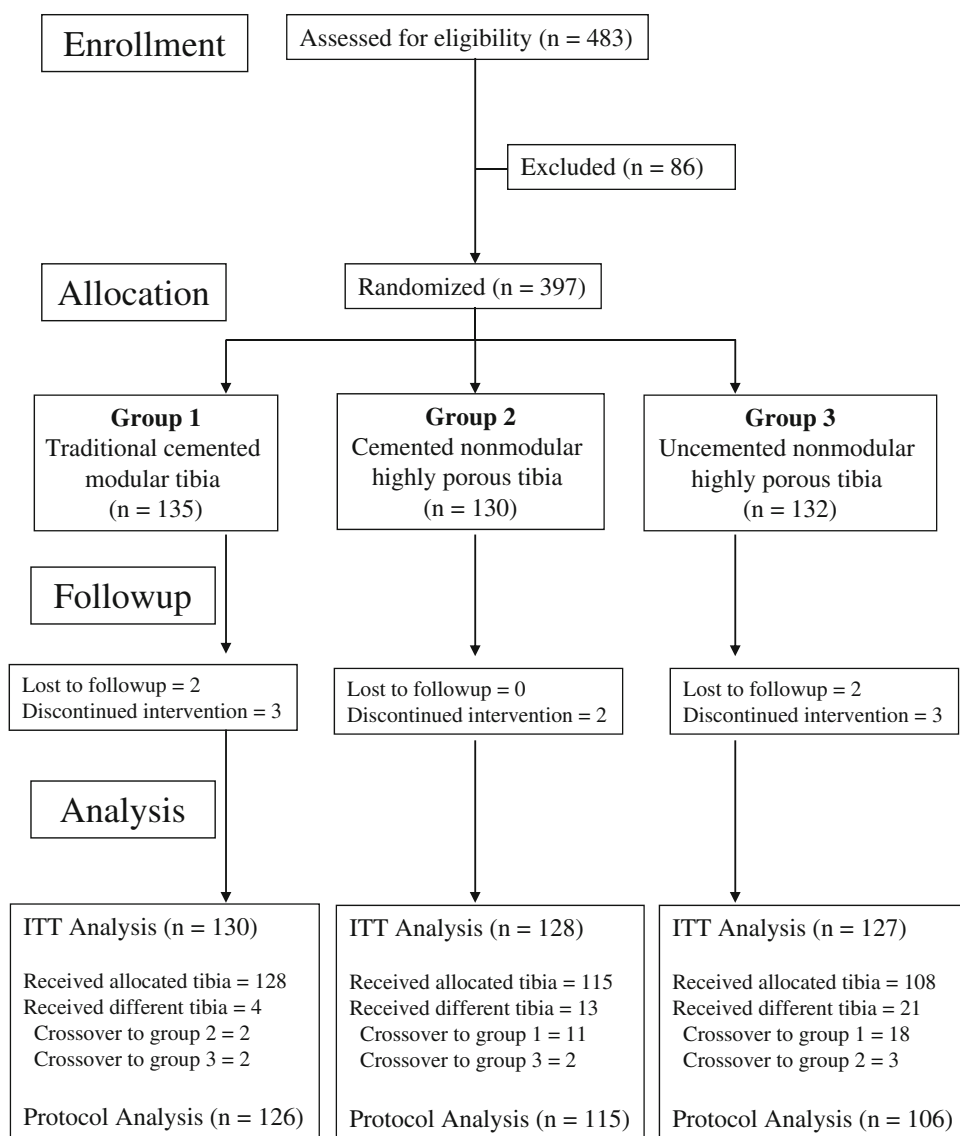 Enrollment
Assessed for eligibility (n = 483)
Excluded (n = 86)
Allocation
Randomized (n = 397)
Group 1
Traditional cemented
modular tibia
(n = 135)
Group 2
Cemented nonmodular
highly porous tibia
(n = 130)
Group 3
Uncemented nonmodular
highly porous tibia
(n = 132)
Followup
Lost to followup = 2
Discontinued intervention = 3
Lost to followup = 0
Discontinued intervention = 2
Lost to followup = 2
Discontinued intervention = 3
Analysis
ITT Analysis (n = 130)
Received allocated tibia = 128
Received different tibia = 4
Crossover to group 2 = 2
Crossover to group 3 = 2
Protocol Analysis (n = 126)
ITT Analysis (n = 128)
Received allocated tibia = 115
Received different tibia = 13
Crossover to group 1 = 11
Crossover to group 3 = 2
Protocol Analysis (n = 115)
ITT Analysis (n = 127)
Received allocated tibia = 108
Received different tibia = 21
Crossover to group 1 = 18
Crossover to group 2 = 3
Protocol Analysis (n = 106)